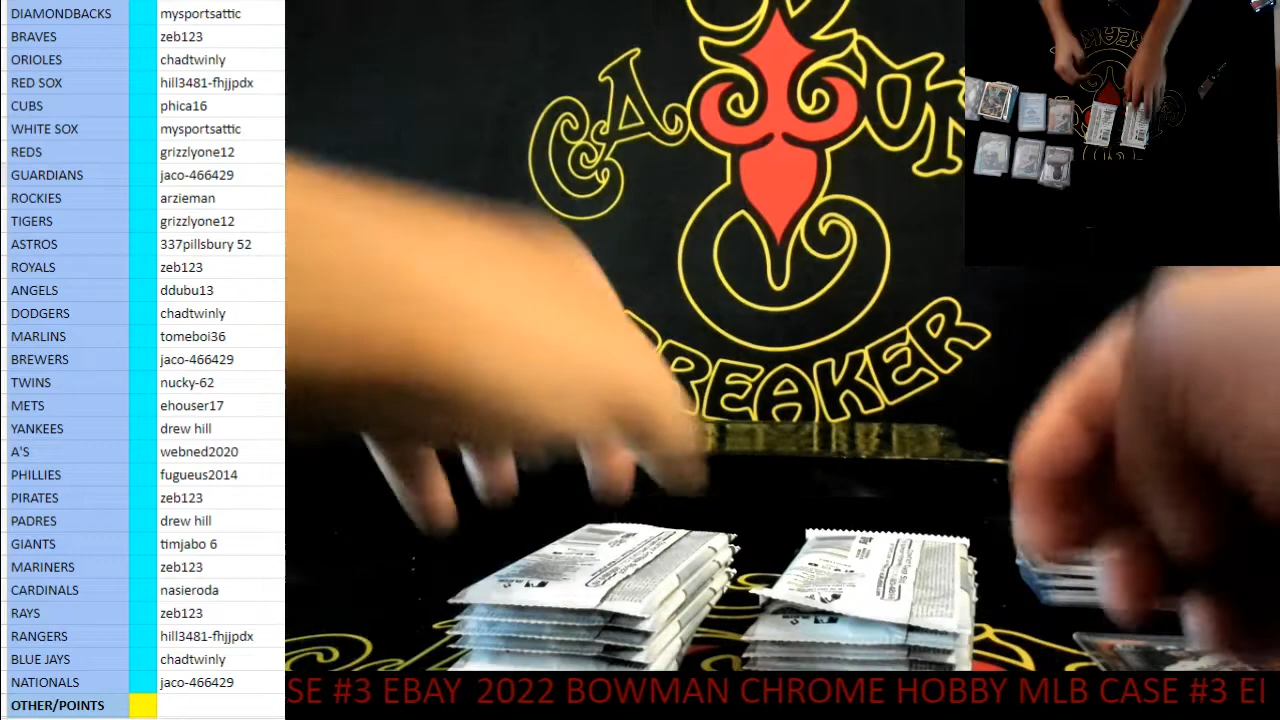 DIAMONDBACKS mysportsattic
BRAVES zeb123
ORIOLES chadtwinly
RED SOX hill3481-fhjjpdx
CUBS phica16
WHITE SOX mysportsattic
REDS grizzlyone12
GUARDIANS jaco-466429
ROCKIES arzieman
TIGERS grizzlyone12
ASTROS 337pillsbury 52
ROYALS zeb123
ANGELS ddubu13
DODGERS chadtwinly
MARLINS tomeboi36
BREWERS jaco-466429
TWINS nucky-62
METS ehouser17
YANKEES drew hill
A'S webned2020
PHILLIES fugueus2014
PIRATES zeb123
PADRES drew hill
GIANTS timjabo 6
MARINERS zeb123
CARDINALS nasieroda
RAYS zeb123
RANGERS hill3481-fhjjpdx
BLUE JAYS chadtwinly
NATIONALS jaco-466429
OTHER/POINTS
BREAKER
SE #3 EBAY 2022 BOWMAN CHROME HOBBY MLB CASE #3 E